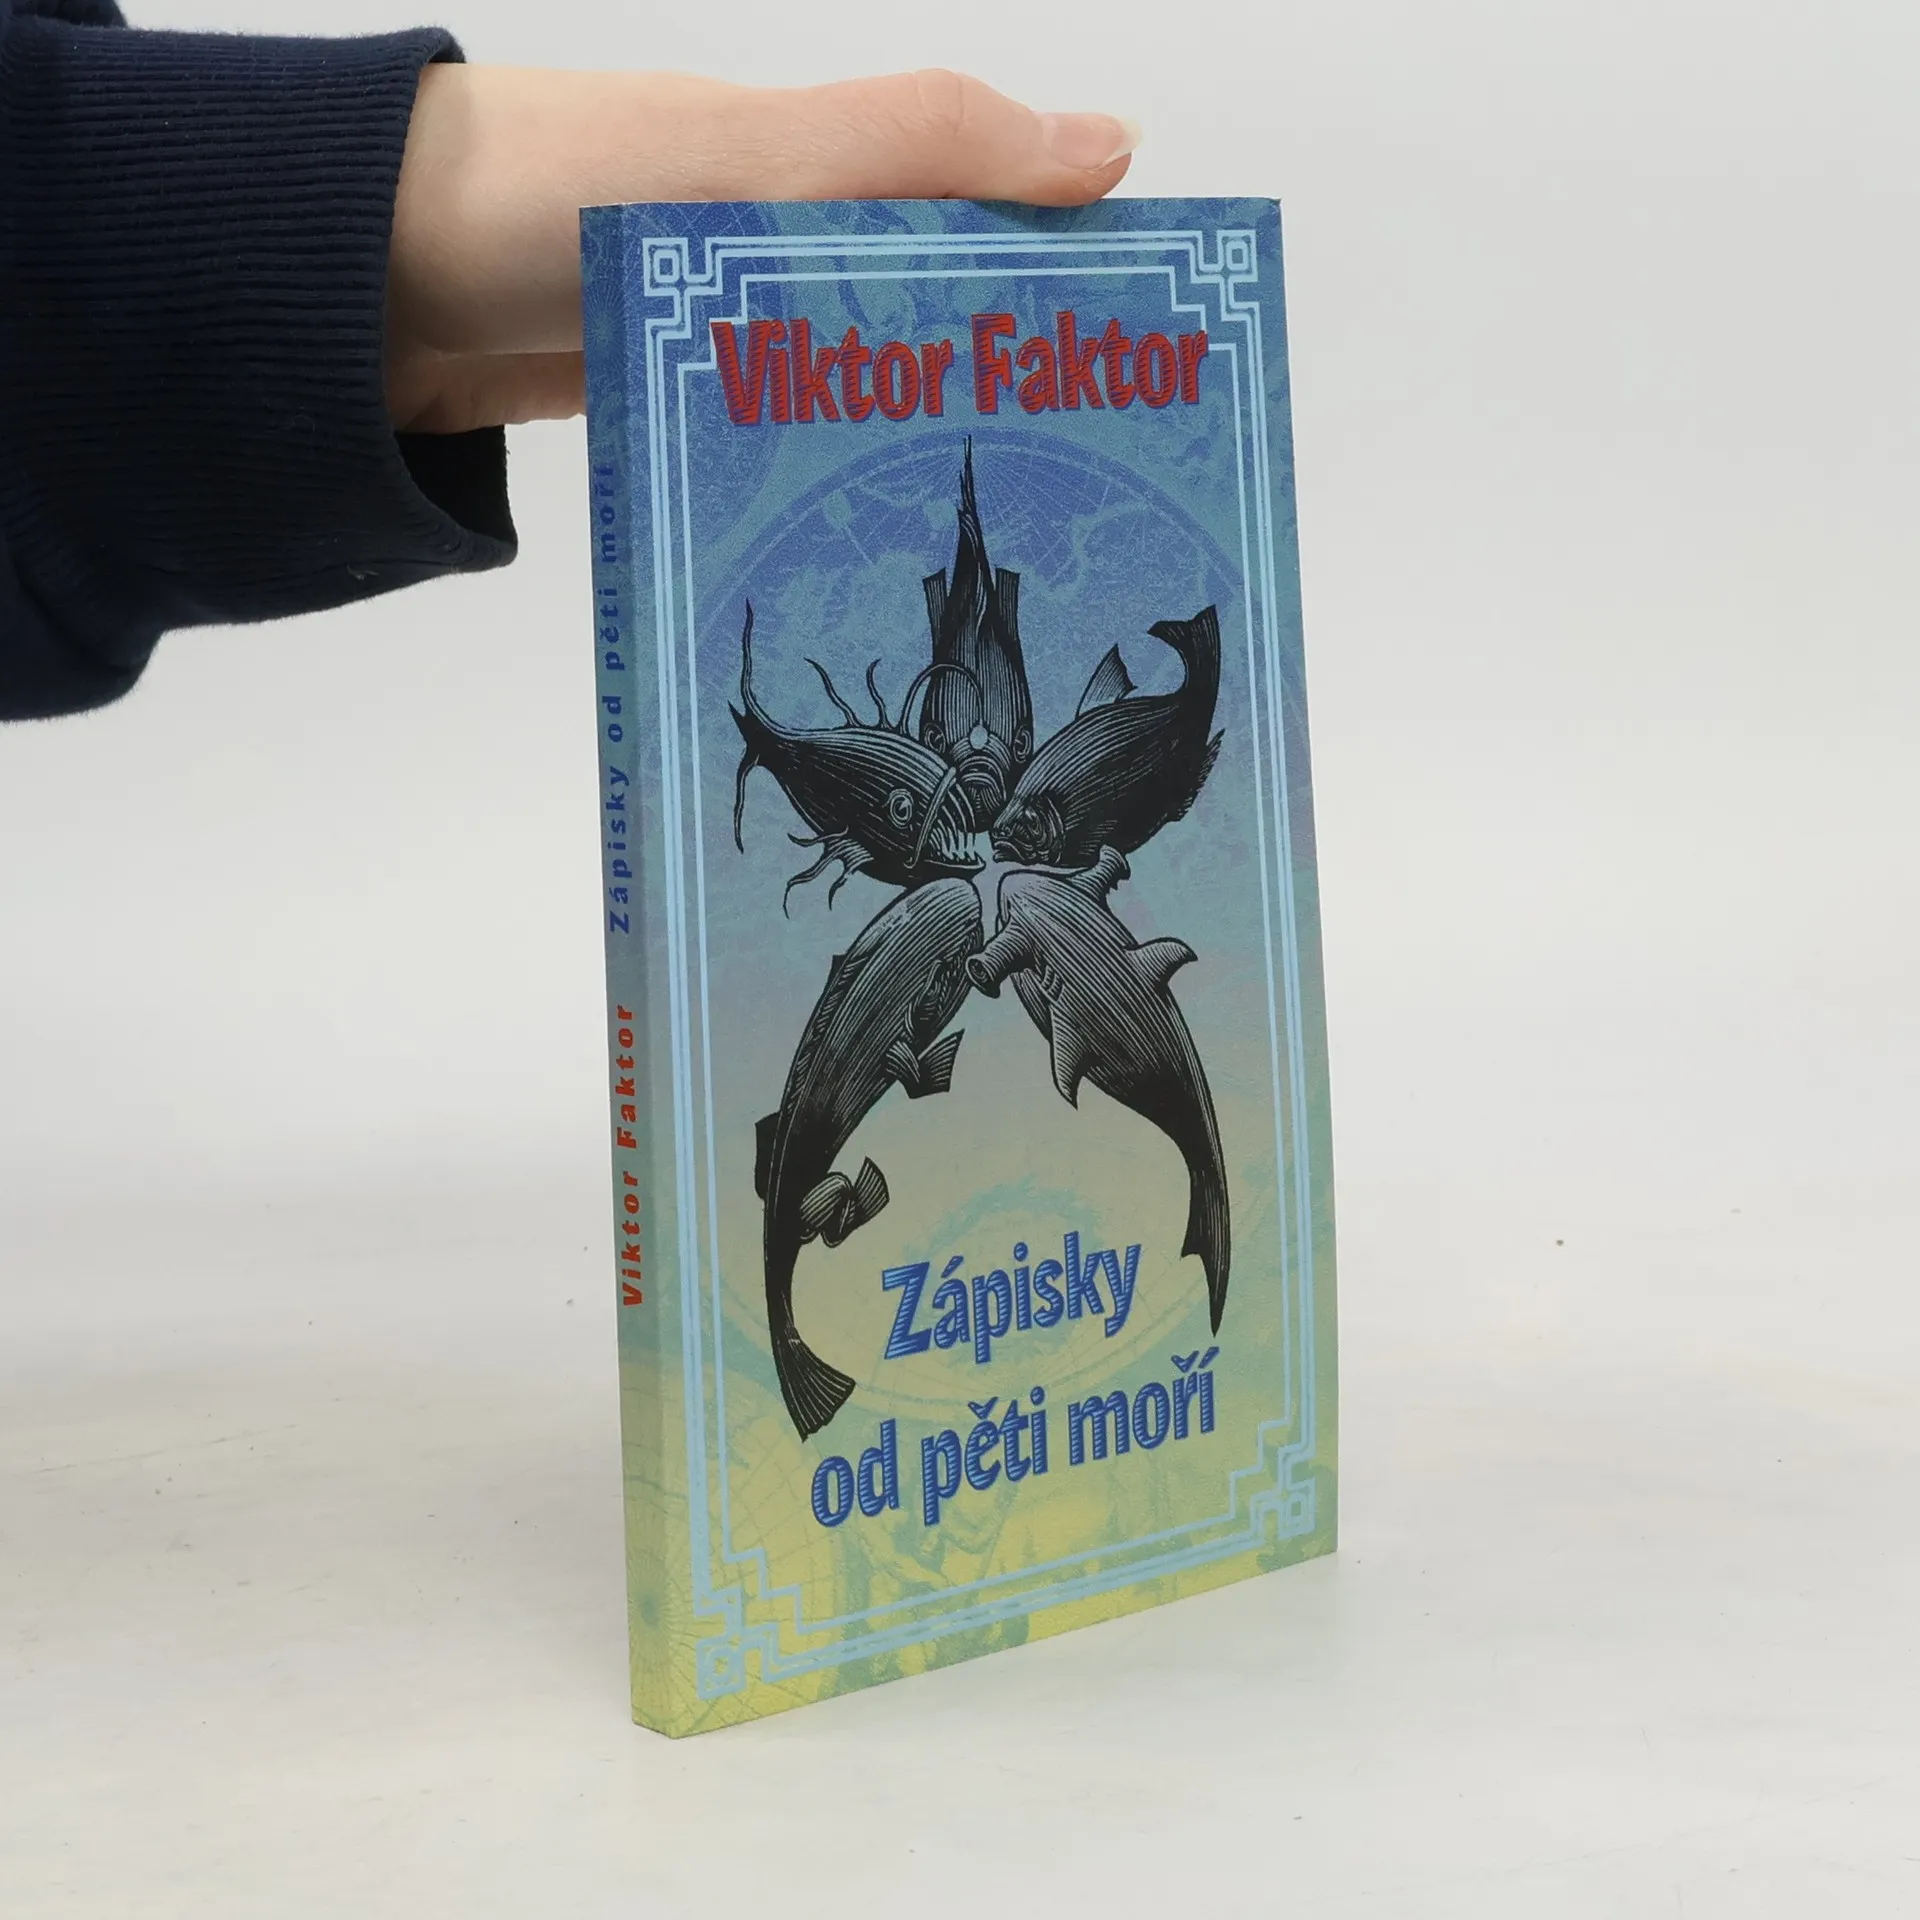 Viktor Faktor
Zápisky
od pěti moří
Viktor Faktor Zápisky od pěti moří